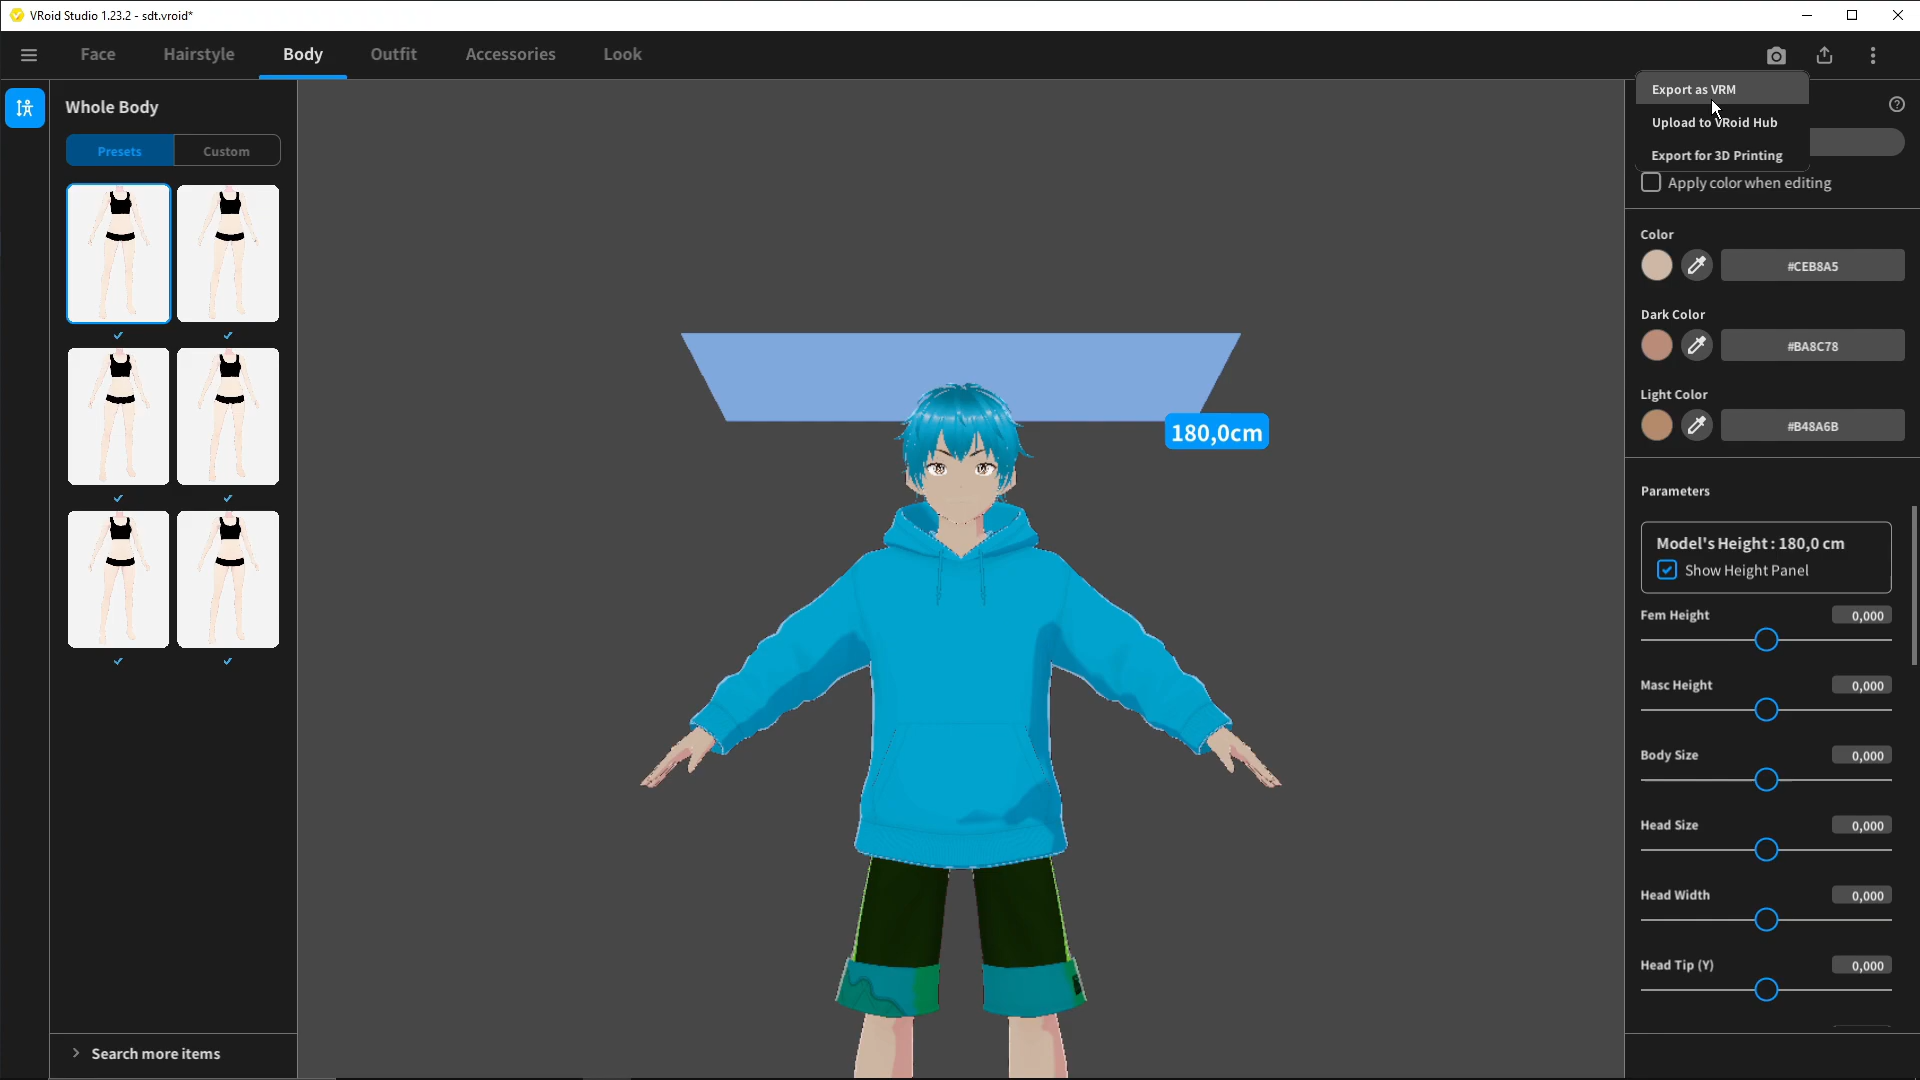 VRoid Studio 1.23.2 - sdt.vroid*
Face
Hairstyle
Body
Outfit
Accessories
Look
Whole Body
Presets
Custom
Search more items
180,0cm
Export as VRM
Upload to VRoid Hub
Export for 3D Printing
Apply color when editing
Color
#CEB8A5
Dark Color
#BA8C78
Light Color
#B48A6B
Parameters
Model's Height : 180,0 cm
Show Height Panel
Fem Height 0,000
Masc Height 0,000
Body Size 0,000
Head Size 0,000
Head Width 0,000
Head Tip (Y) 0,000